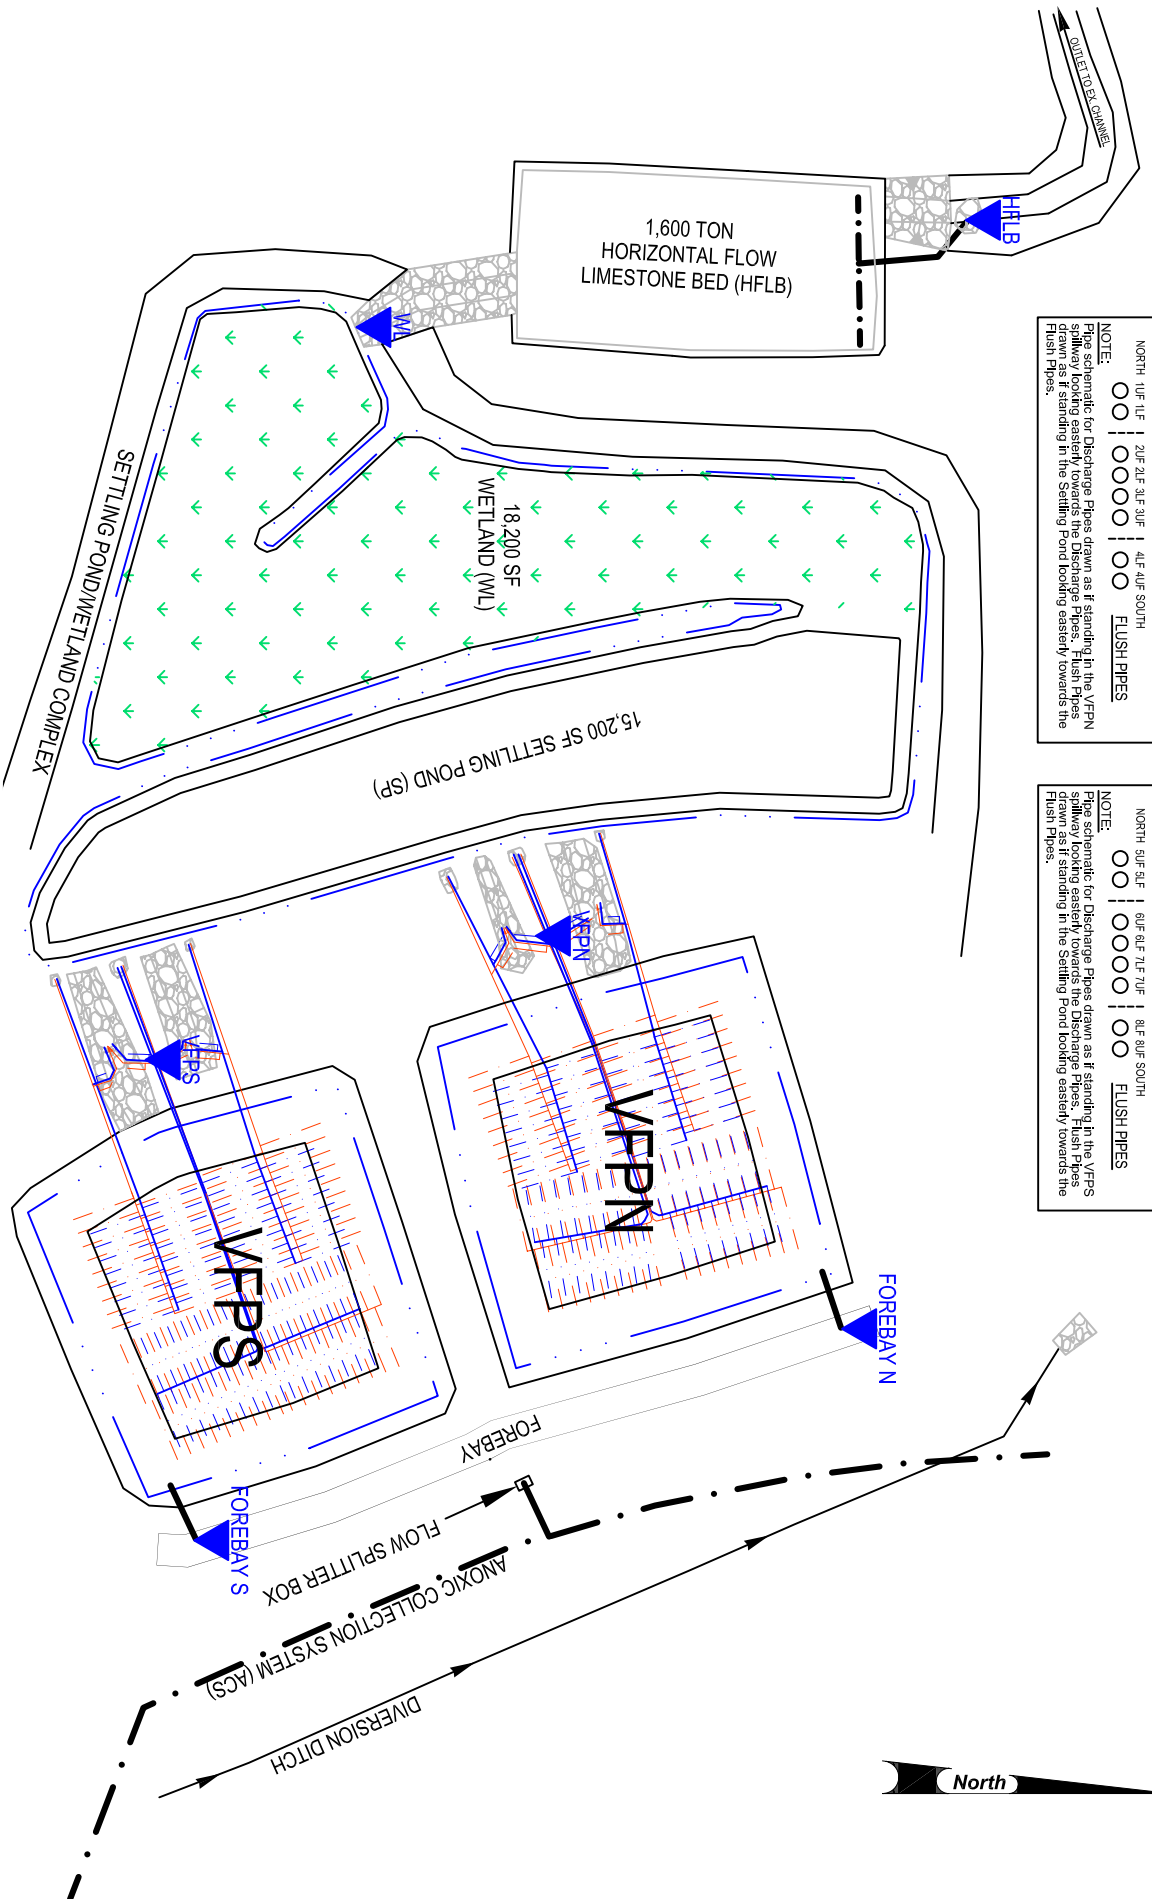 OUTLET TO EX. CHANNEL
HFLB
1,600 TON
HORIZONTAL FLOW
LIMESTONE BED (HFLB)
WL
NORTH 1UF 1LF 2UF 2LF 3LF 3UF 4LF 4UF SOUTH
FLUSH PIPES
NOTE:
Pipe schematic for Discharge Pipes drawn as if standing in the VFPN
spillway looking easterly towards the Discharge Pipes. Flush Pipes
drawn as if standing in the Settling Pond looking easterly towards the
Flush Pipes.
NORTH 5UF 5LF 6UF 6LF 7LF 7UF 8LF 8UF SOUTH
FLUSH PIPES
NOTE:
Pipe schematic for Discharge Pipes drawn as if standing in the VFPS
spillway looking easterly towards the Discharge Pipes. Flush Pipes
drawn as if standing in the Settling Pond looking easterly towards the
Flush Pipes.
SETTLING POND/WETLAND COMPLEX
18,200 SF
WETLAND (WL)
15,200 SF SETTLING POND (SP)
VFPN
VFPS
VFPN
VFPS
FOREBAY N
FOREBAY
FOREBAY S
FLOW SPLITTER BOX
ANOXIC COLLECTION SYSTEM (ACS)
DIVERSION DITCH
North